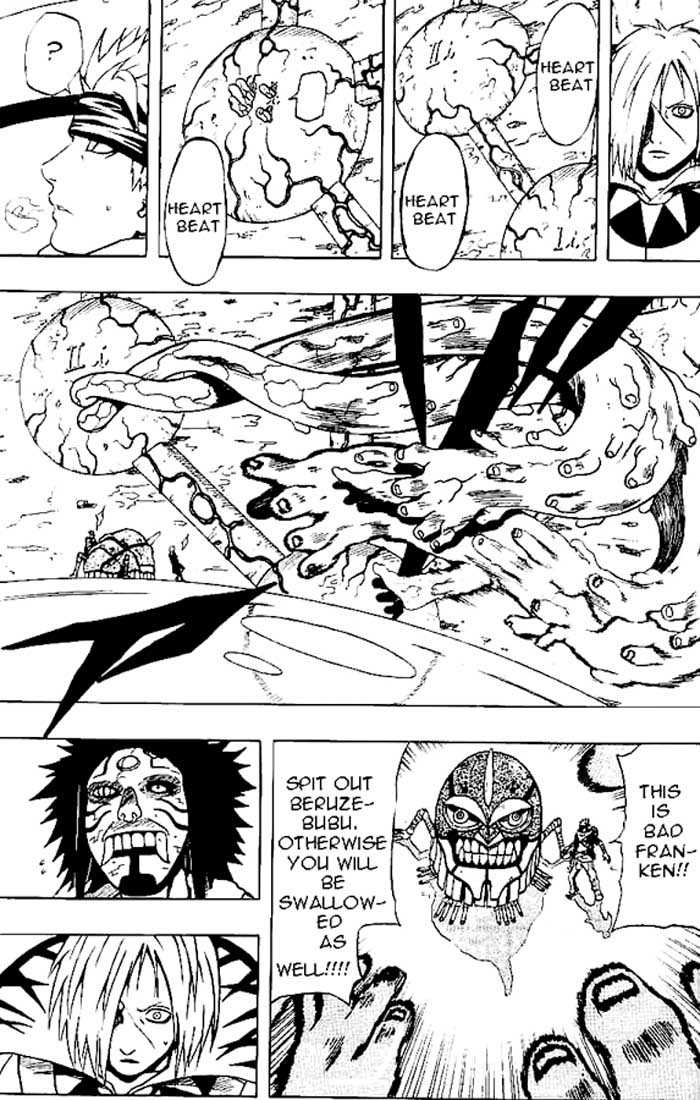 HEART
BEAT
HEART
BEAT
HEART
BEAT
?
THIS
IS
BAD
FRAN-
KEN!!
SPIT OUT
BERUZE-
BUBU.
OTHERWISE
YOU WILL
BE
SWALLOW-
ED
AS
WELL!!!!